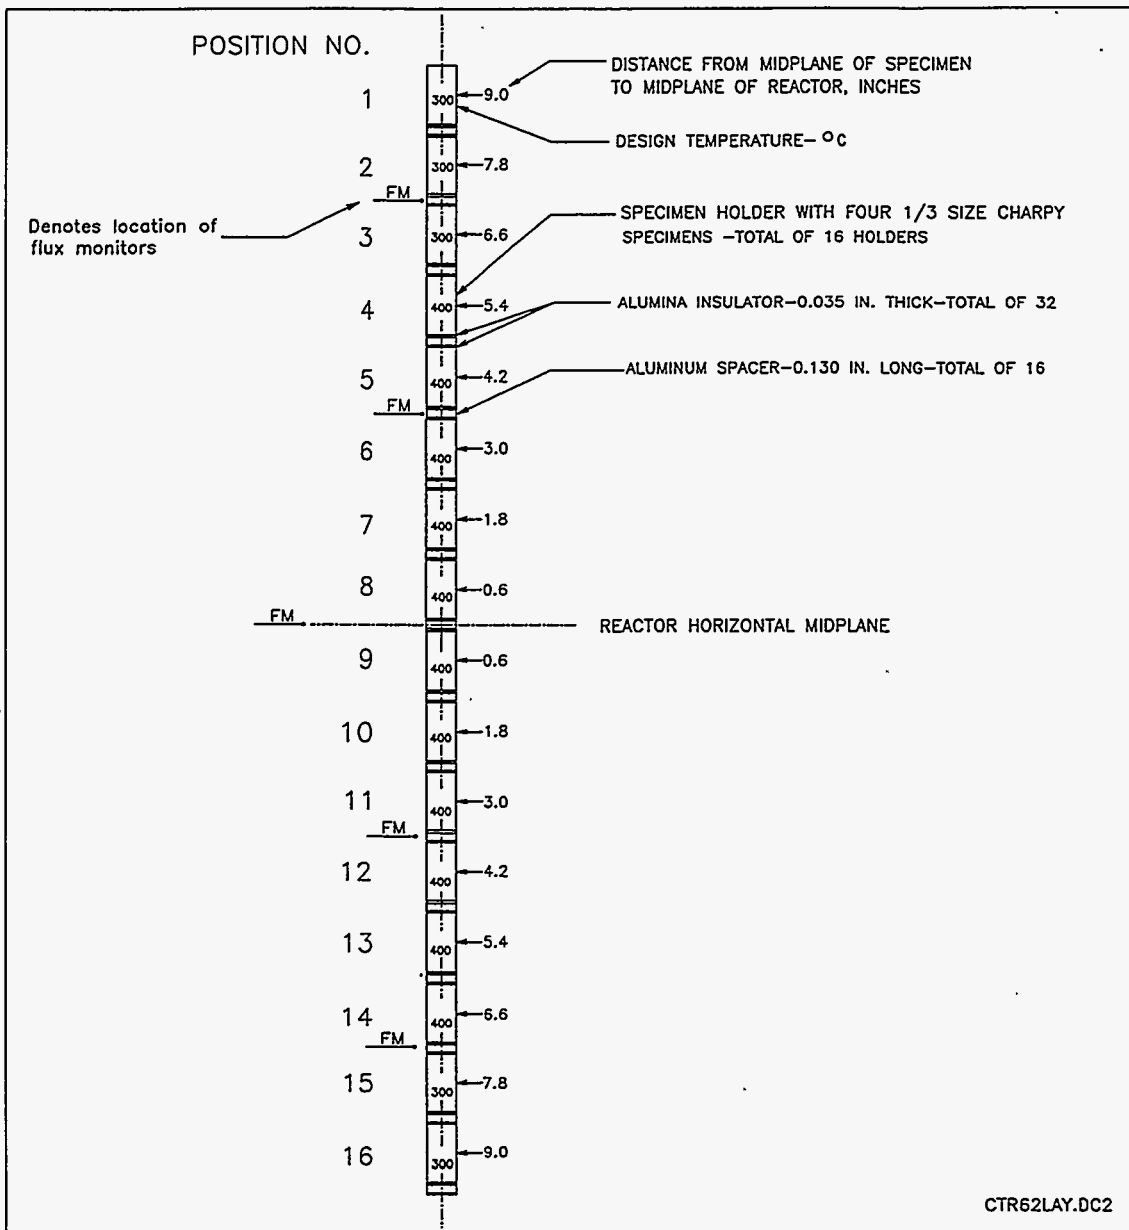 POSITION NO.
DISTANCE FROM MIDPLANE OF SPECIMEN
TO MIDPLANE OF REACTOR, INCHES
1
300
9.0
DESIGN TEMPERATURE- °C
2
300
7.8
FM
Denotes location of
flux monitors
SPECIMEN HOLDER WITH FOUR 1/3 SIZE CHARPY
SPECIMENS -TOTAL OF 16 HOLDERS
3
300
6.6
4
400
5.4
ALUMINA INSULATOR-0.035 IN. THICK-TOTAL OF 32
5
400
4.2
ALUMINUM SPACER-0.130 IN. LONG-TOTAL OF 16
FM
6
400
3.0
7
400
1.8
8
400
0.6
FM
REACTOR HORIZONTAL MIDPLANE
9
400
0.6
10
400
1.8
11
400
3.0
FM
12
400
4.2
13
400
5.4
14
400
6.6
FM
15
300
7.8
16
300
9.0
CTR62LAY.DC2